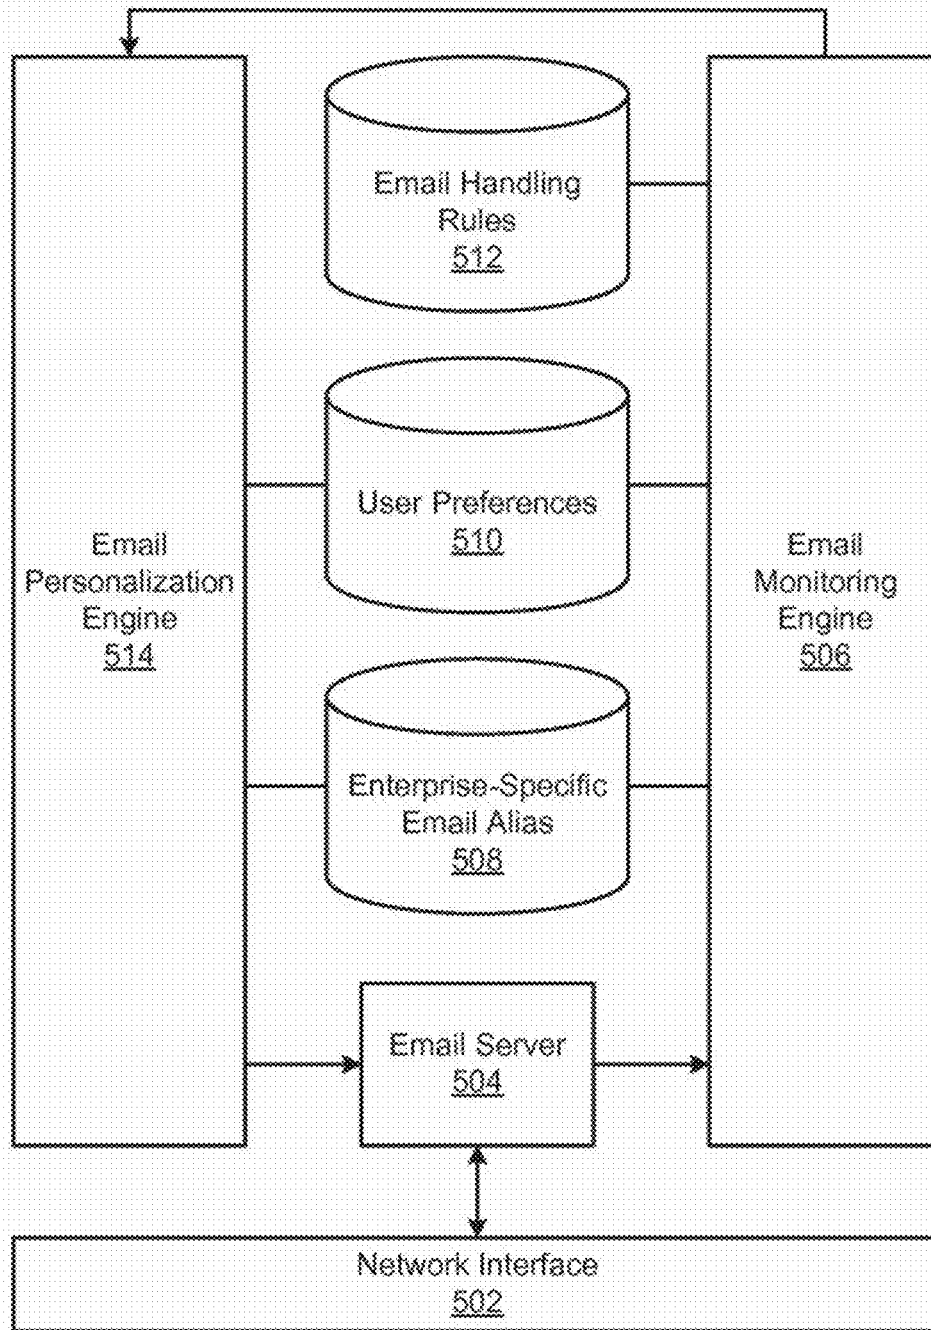 Email Handling
Rules
512
User Preferences
510
Email
Personalization
Engine
514
Email
Monitoring
Engine
506
Enterprise-Specific
Email Alias
508
Email Server
504
Network Interface
502